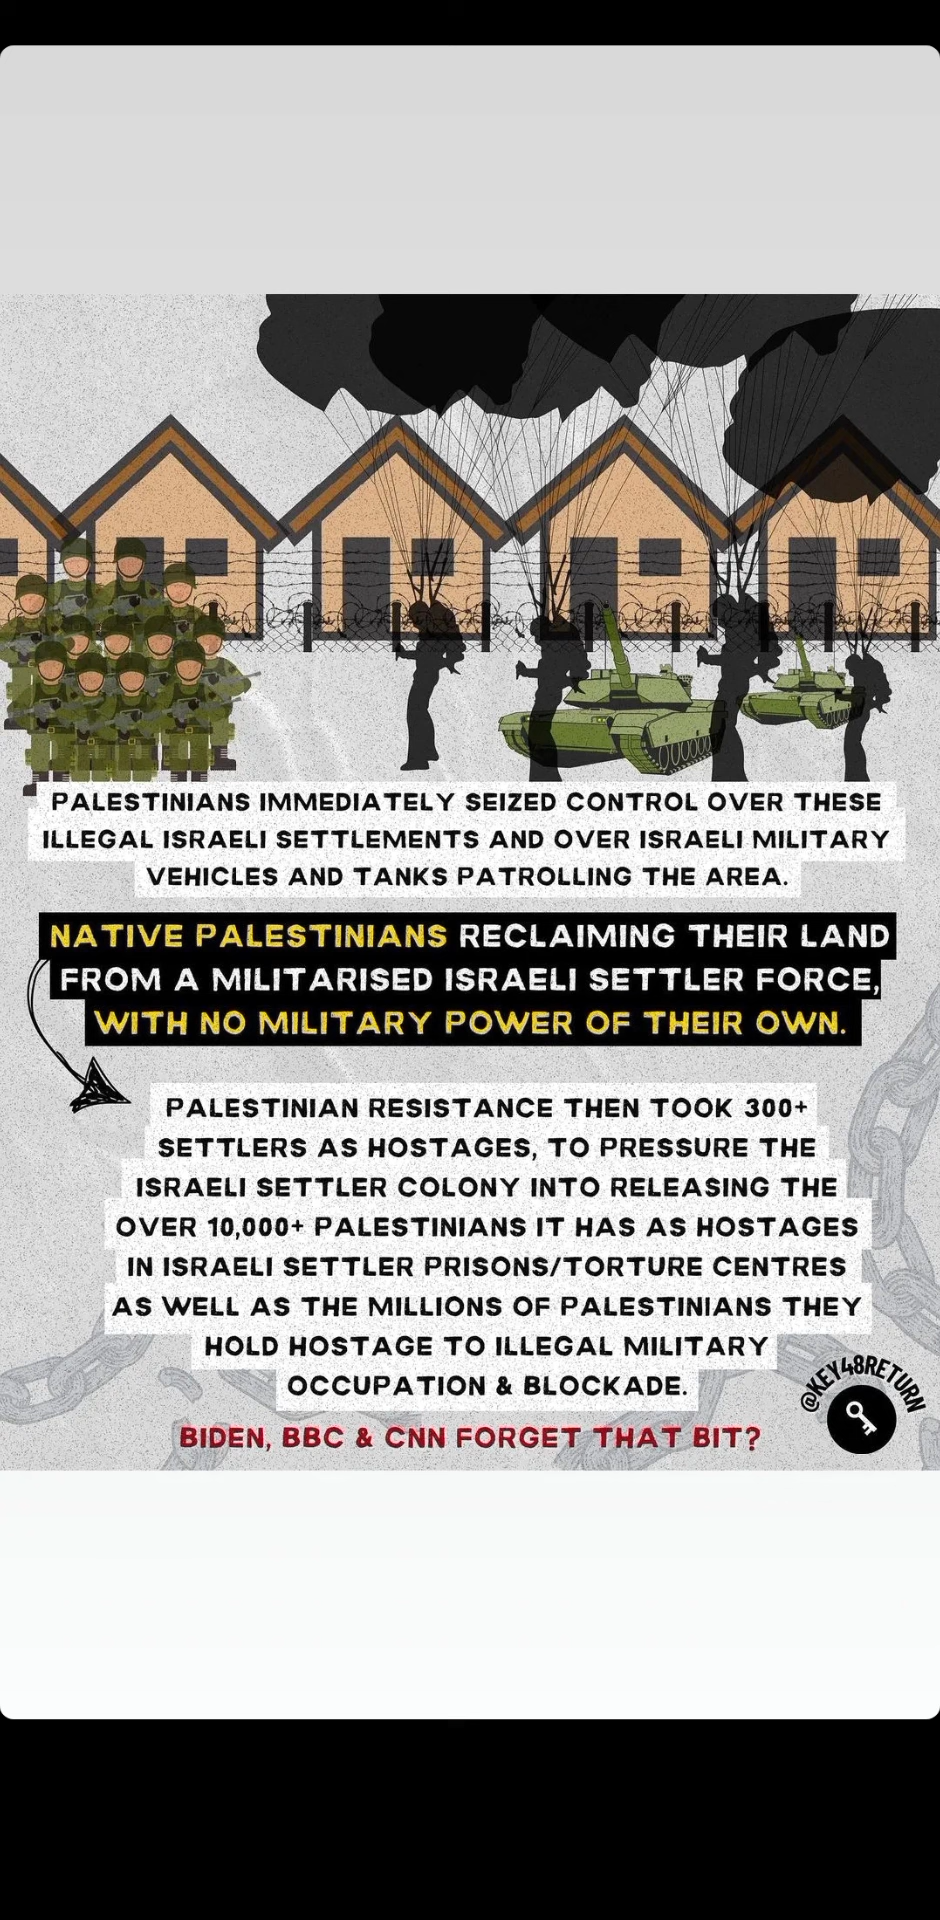 PALESTINIANS IMMEDIATELY SEIZED CONTROL OVER THESE
ILLEGAL ISRAELI SETTLEMENTS AND OVER ISRAELI MILITARY
VEHICLES AND TANKS PATROLLING THE AREA.
NATIVE PALESTINIANS RECLAIMING THEIR LAND
FROM A MILITARISED ISRAELI SETTLER FORCE,
WITH NO MILITARY POWER OF THEIR OWN.
PALESTINIAN RESISTANCE THEN TOOK 300+
SETTLERS AS HOSTAGES, TO PRESSURE THE
ISRAELI SETTLER COLONY INTO RELEASING THE
OVER 10,000+ PALESTINIANS IT HAS AS HOSTAGES
IN ISRAELI SETTLER PRISONS/TORTURE CENTRES
AS WELL AS THE MILLIONS OF PALESTINIANS THEY
HOLD HOSTAGE TO ILLEGAL MILITARY
OCCUPATION & BLOCKADE.
@KEY48RETURN
BIDEN, BBC & CNN FORGET THAT BIT?